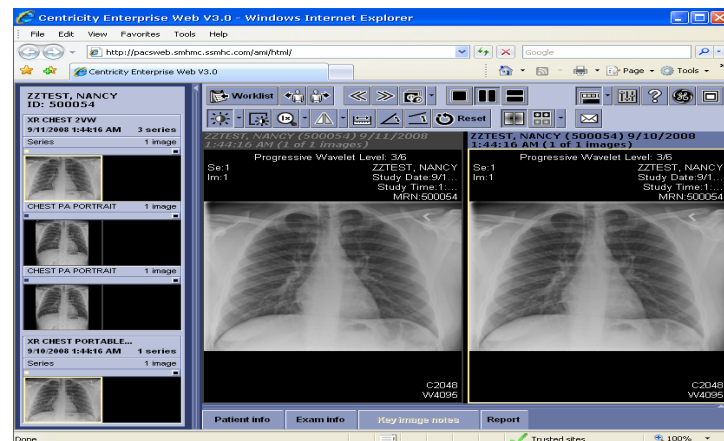 Centricity Enterprise Web V3.0 - Windows Internet Explorer
File Edit View Favorites Tools Help
http://pacsweb.smhmc.ssmhc.com/ami/html/
Google
Centricity Enterprise Web V3.0
Page Tools
ZZTEST, NANCY
ID: 500054
XR CHEST 2VW
9/11/2008 1:44:16 AM 3 series
Series 1 image
CHEST PA PORTRAIT 1 image
CHEST PA PORTRAIT 1 image
XR CHEST PORTABLE...
9/10/2008 1:44:16 AM 1 series
Series 1 image
Worklist
Reset
ZZTEST, NANCY (500054) 9/11/2008
1:44:16 AM (1 of 1 images)
Progressive Wavelet Level: 3/6
Se:1 ZZTEST, NANCY
Im:1 Study Date:9/1...
Study Time:1:...
MRN:500054
C2048
W4095
ZZTEST, NANCY (500054) 9/10/2008
1:44:16 AM (1 of 1 images)
Progressive Wavelet Level: 3/6
Se:1 ZZTEST, NANCY
Im:1 Study Date:9/1...
Study Time:1:...
MRN:500054
C2048
W4095
Patient info Exam info Key image notes Report
Done Trusted sites 100%